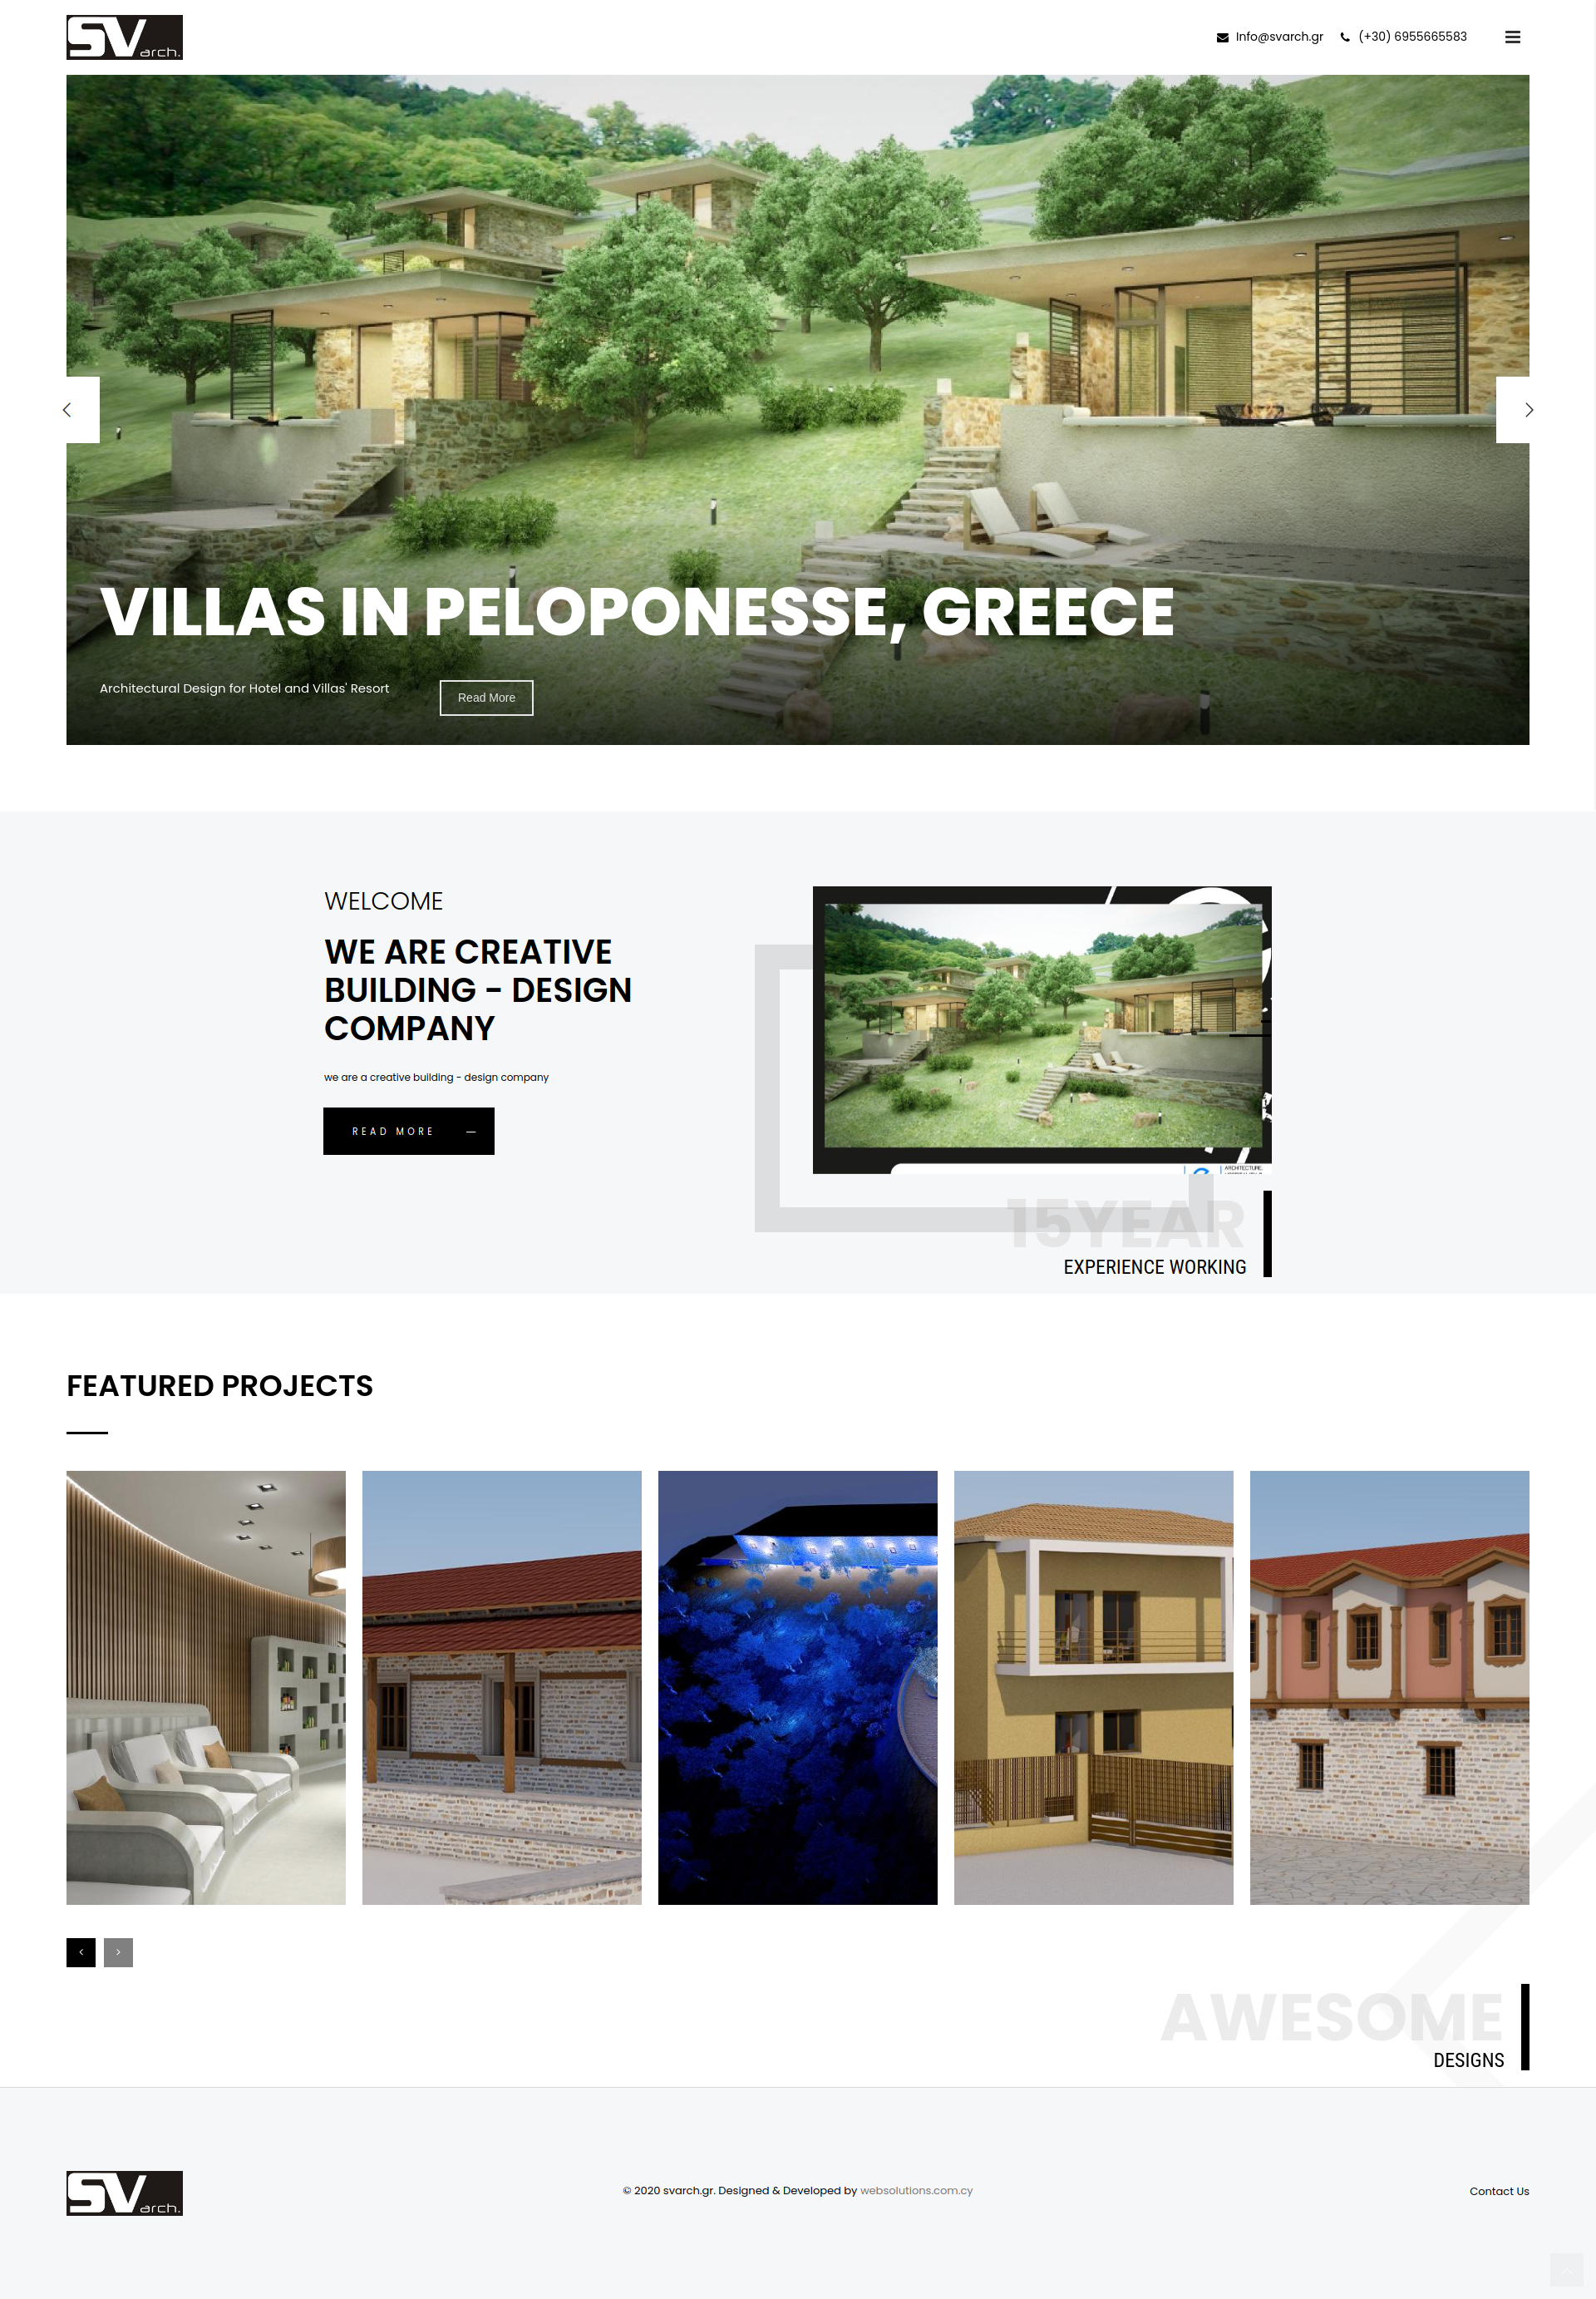 SV arch.
Info@svarch.gr (+30) 6955665583
VILLAS IN PELOPONESSE, GREECE
Architectural Design for Hotel and Villas' Resort
Read More
WELCOME
WE ARE CREATIVE
BUILDING - DESIGN
COMPANY
we are a creative building - design company
READ MORE
ARCHITECTURE,
15YEAR
EXPERIENCE WORKING
FEATURED PROJECTS
AWESOME
DESIGNS
SV arch.
© 2020 svarch.gr. Designed & Developed by websolutions.com.cy
Contact Us